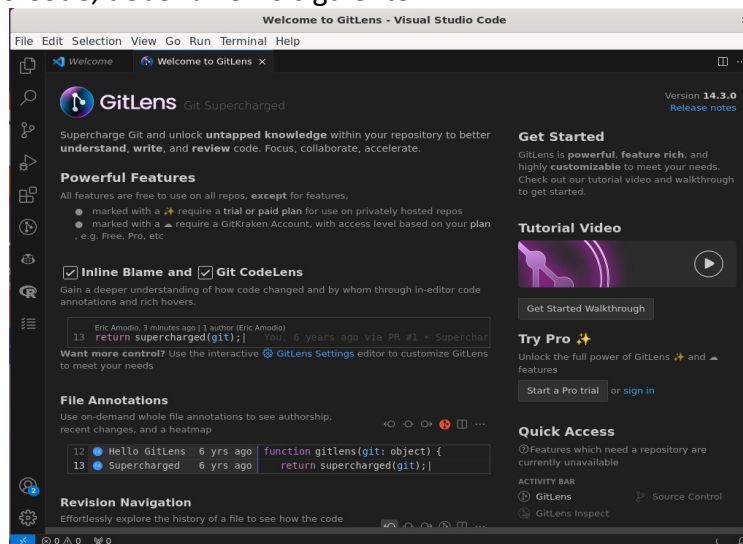 Welcome to GitLens - Visual Studio Code
File Edit Selection View Go Run Terminal Help
Welcome
Welcome to GitLens
GitLens Git Supercharged
Version 14.3.0
Release notes
Supercharge Git and unlock untapped knowledge within your repository to better
understand, write, and review code. Focus, collaborate, accelerate.
Powerful Features
All features are free to use on all repos, except for features,
● marked with a ✨ require a trial or paid plan for use on privately hosted repos
● marked with a ☁ require a GitKraken Account, with access level based on your plan
, e.g. Free, Pro, etc
Inline Blame and Git CodeLens
Gain a deeper understanding of how code changed and by whom through in-editor code
annotations and rich hovers.
Eric Amodio, 3 minutes ago | 1 author (Eric Amodio)
13 return supercharged(git);| You, 6 years ago via PR #1 • Superchar
Want more control? Use the interactive GitLens Settings editor to customize GitLens
to meet your needs
File Annotations
Use on-demand whole file annotations to see authorship,
recent changes, and a heatmap
12 Hello GitLens 6 yrs ago function gitlens(git: object) {
13 Supercharged 6 yrs ago return supercharged(git);|
Revision Navigation
Effortlessly explore the history of a file to see how the code
Get Started
GitLens is powerful, feature rich, and
highly customizable to meet your needs.
Check out our tutorial video and walkthrough
to get started.
Tutorial Video
Get Started Walkthrough
Try Pro ✨
Unlock the full power of GitLens ✨ and ☁
features
Start a Pro trial or sign in
Quick Access
Features which need a repository are
currently unavailable
ACTIVITY BAR
GitLens
Source Control
GitLens Inspect
2
0 0 0